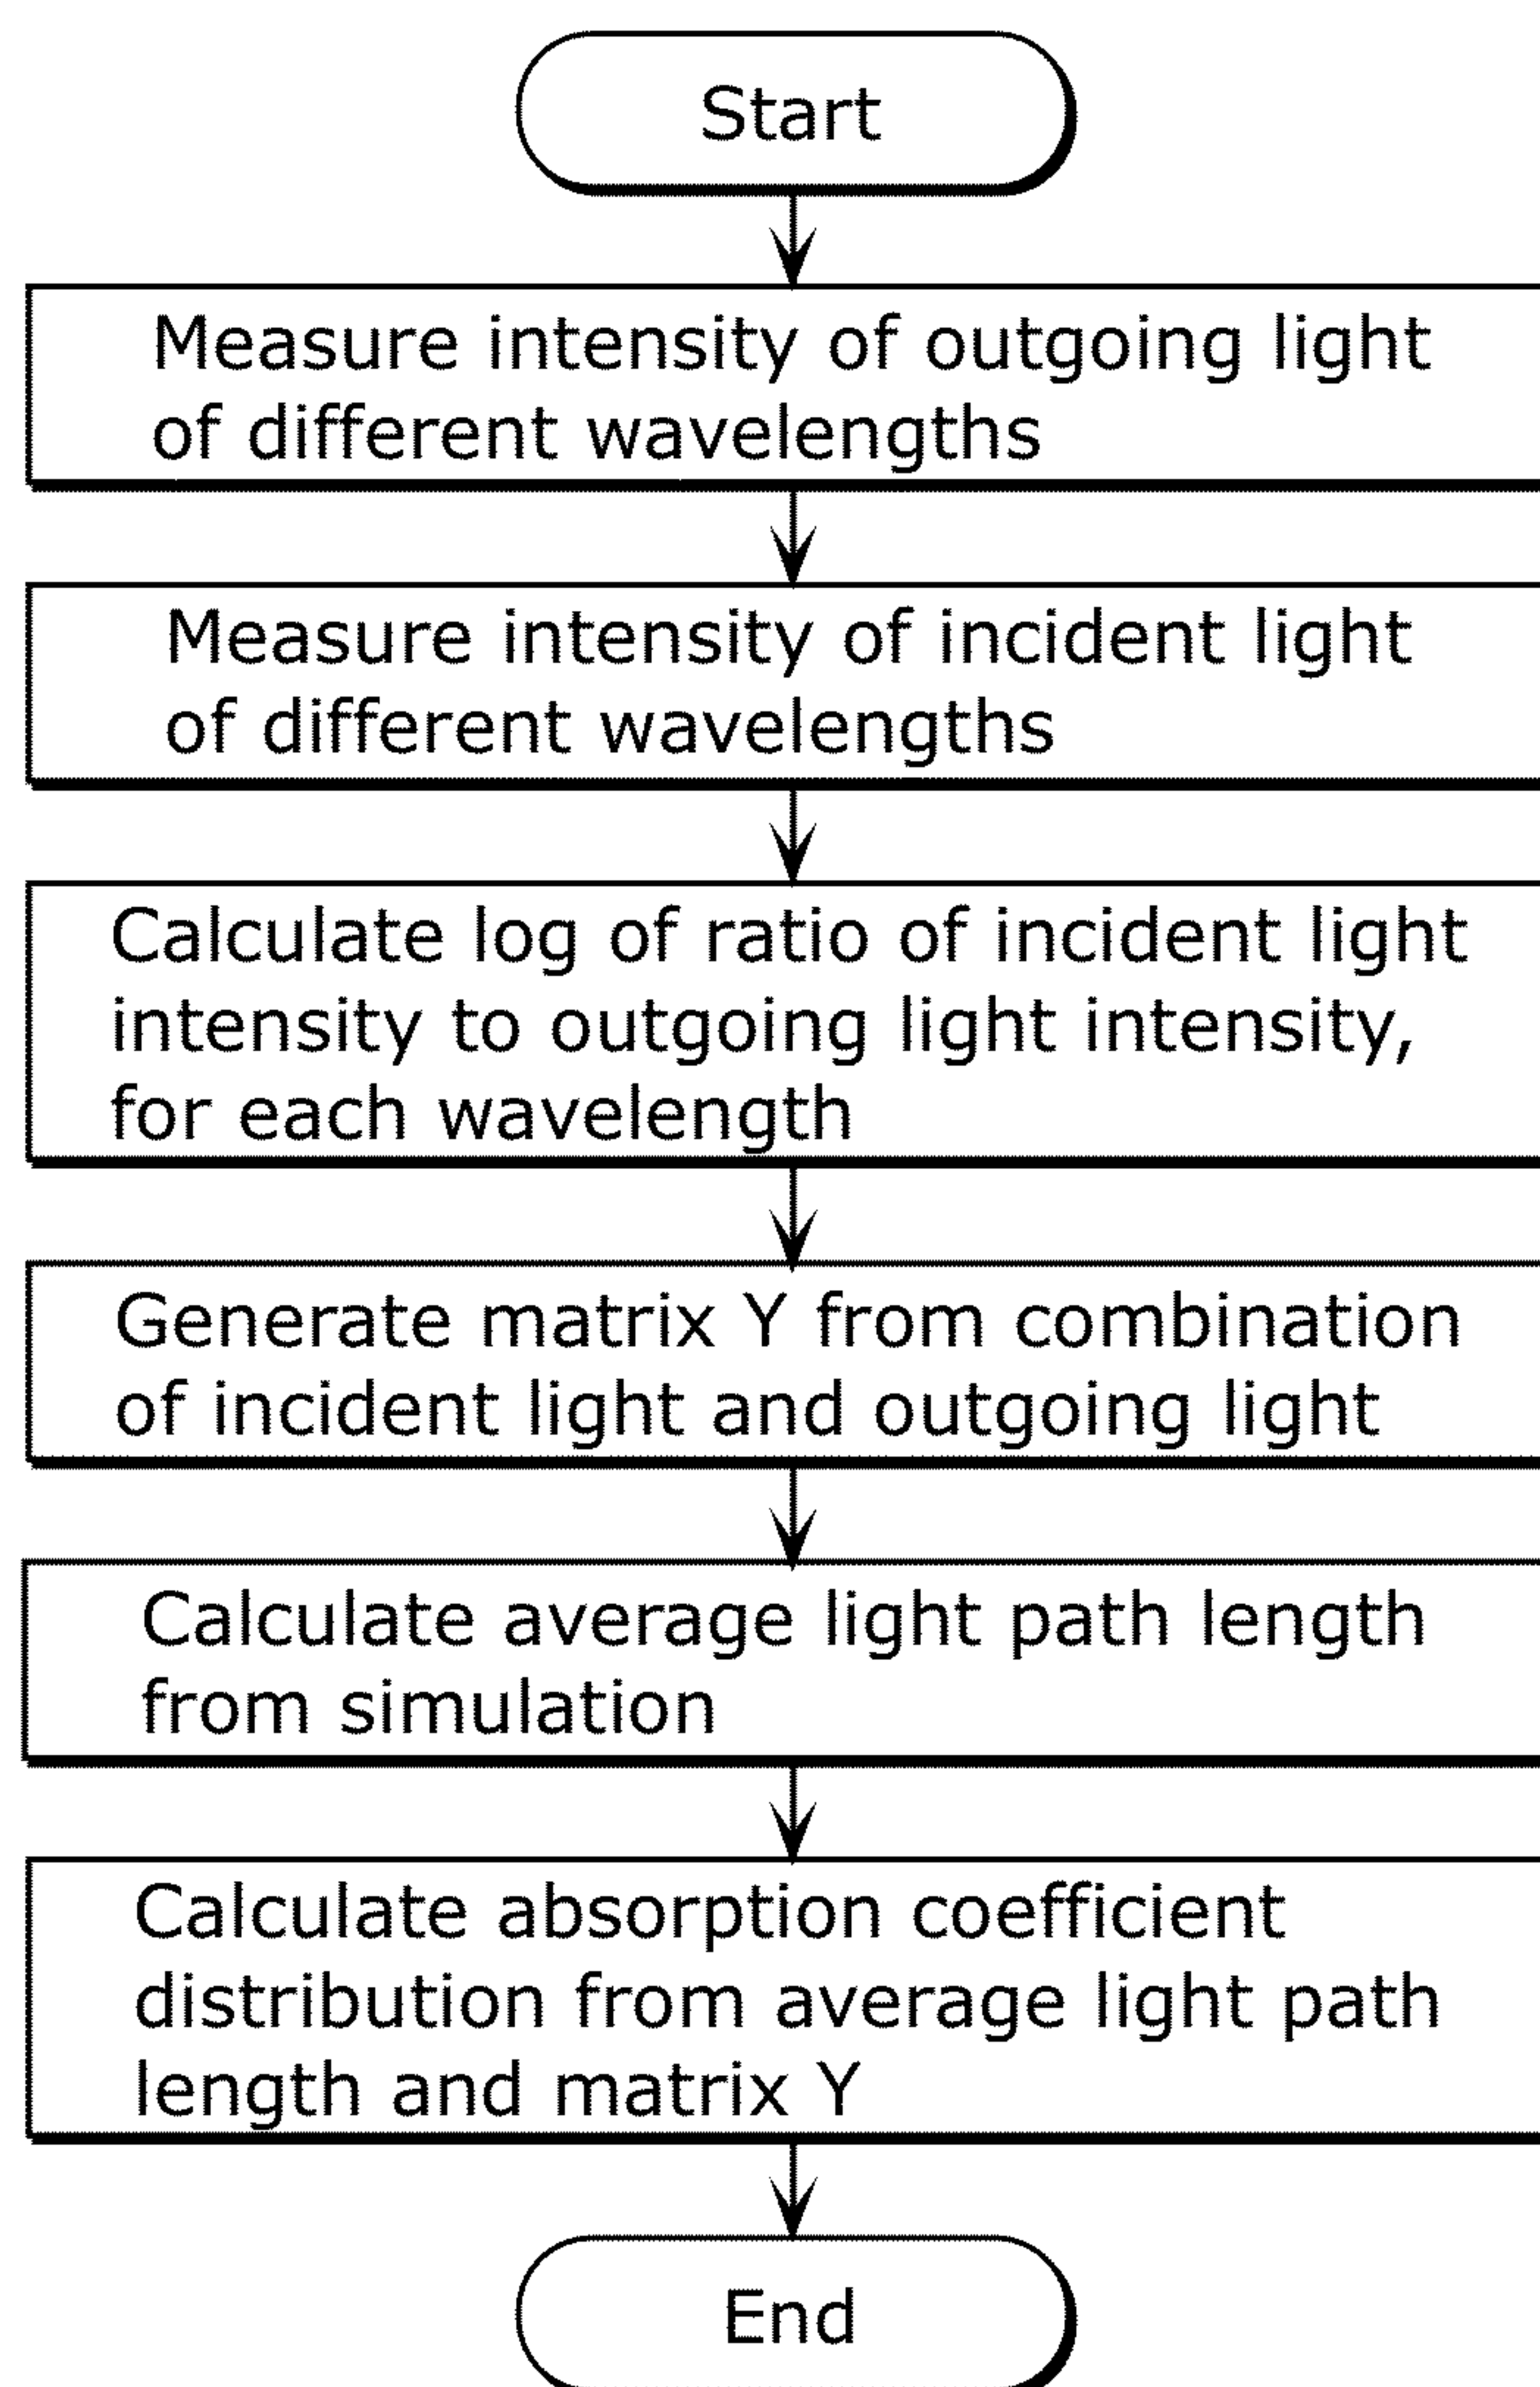 Start
Measure intensity of outgoing light
of different wavelengths
Measure intensity of incident light
of different wavelengths
Calculate log of ratio of incident light
intensity to outgoing light intensity,
for each wavelength
Generate matrix Y from combination
of incident light and outgoing light
Calculate average light path length
from simulation
Calculate absorption coefficient
distribution from average light path
length and matrix Y
End